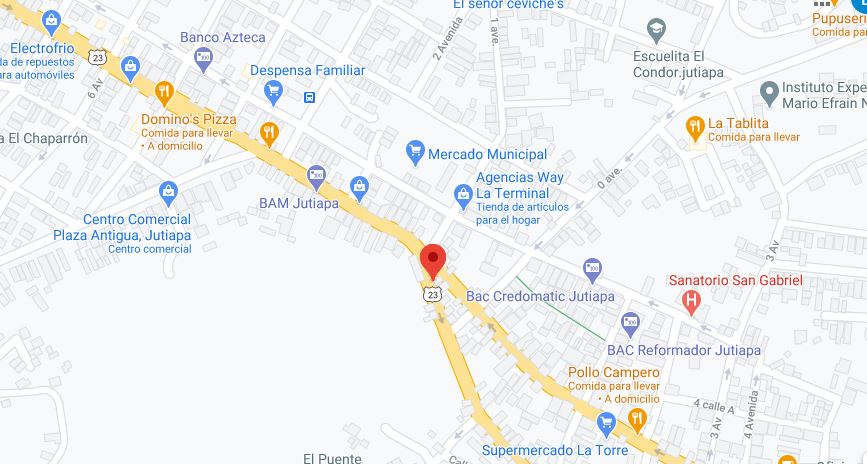 El señor ceviche's
Pupuseri
Comida para
Electrofrio
da de repuestos
ara automóviles
23
Banco Azteca
1 ave.
2 Avenida
Escuelita El
Condor.jutiapa
Despensa Familiar
6 Av
Instituto Expe
Mario Efraín N
Domino's Pizza
Comida para llevar
• A domicilio
La Tablita
Comida para llevar
a El Chaparrón
Mercado Municipal
0 ave.
Agencias Way
La Terminal
Tienda de artículos
para el hogar
BAM Jutiapa
Centro Comercial
Plaza Antigua, Jutiapa
Centro comercial
3 Av
Sanatorio San Gabriel
23
Bac Credomatic Jutiapa
BAC Reformador Jutiapa
Pollo Campero
Comida para llevar
• A domicilio
4 calle A
3 Av
4 Avenida
Supermercado La Torre
El Puente